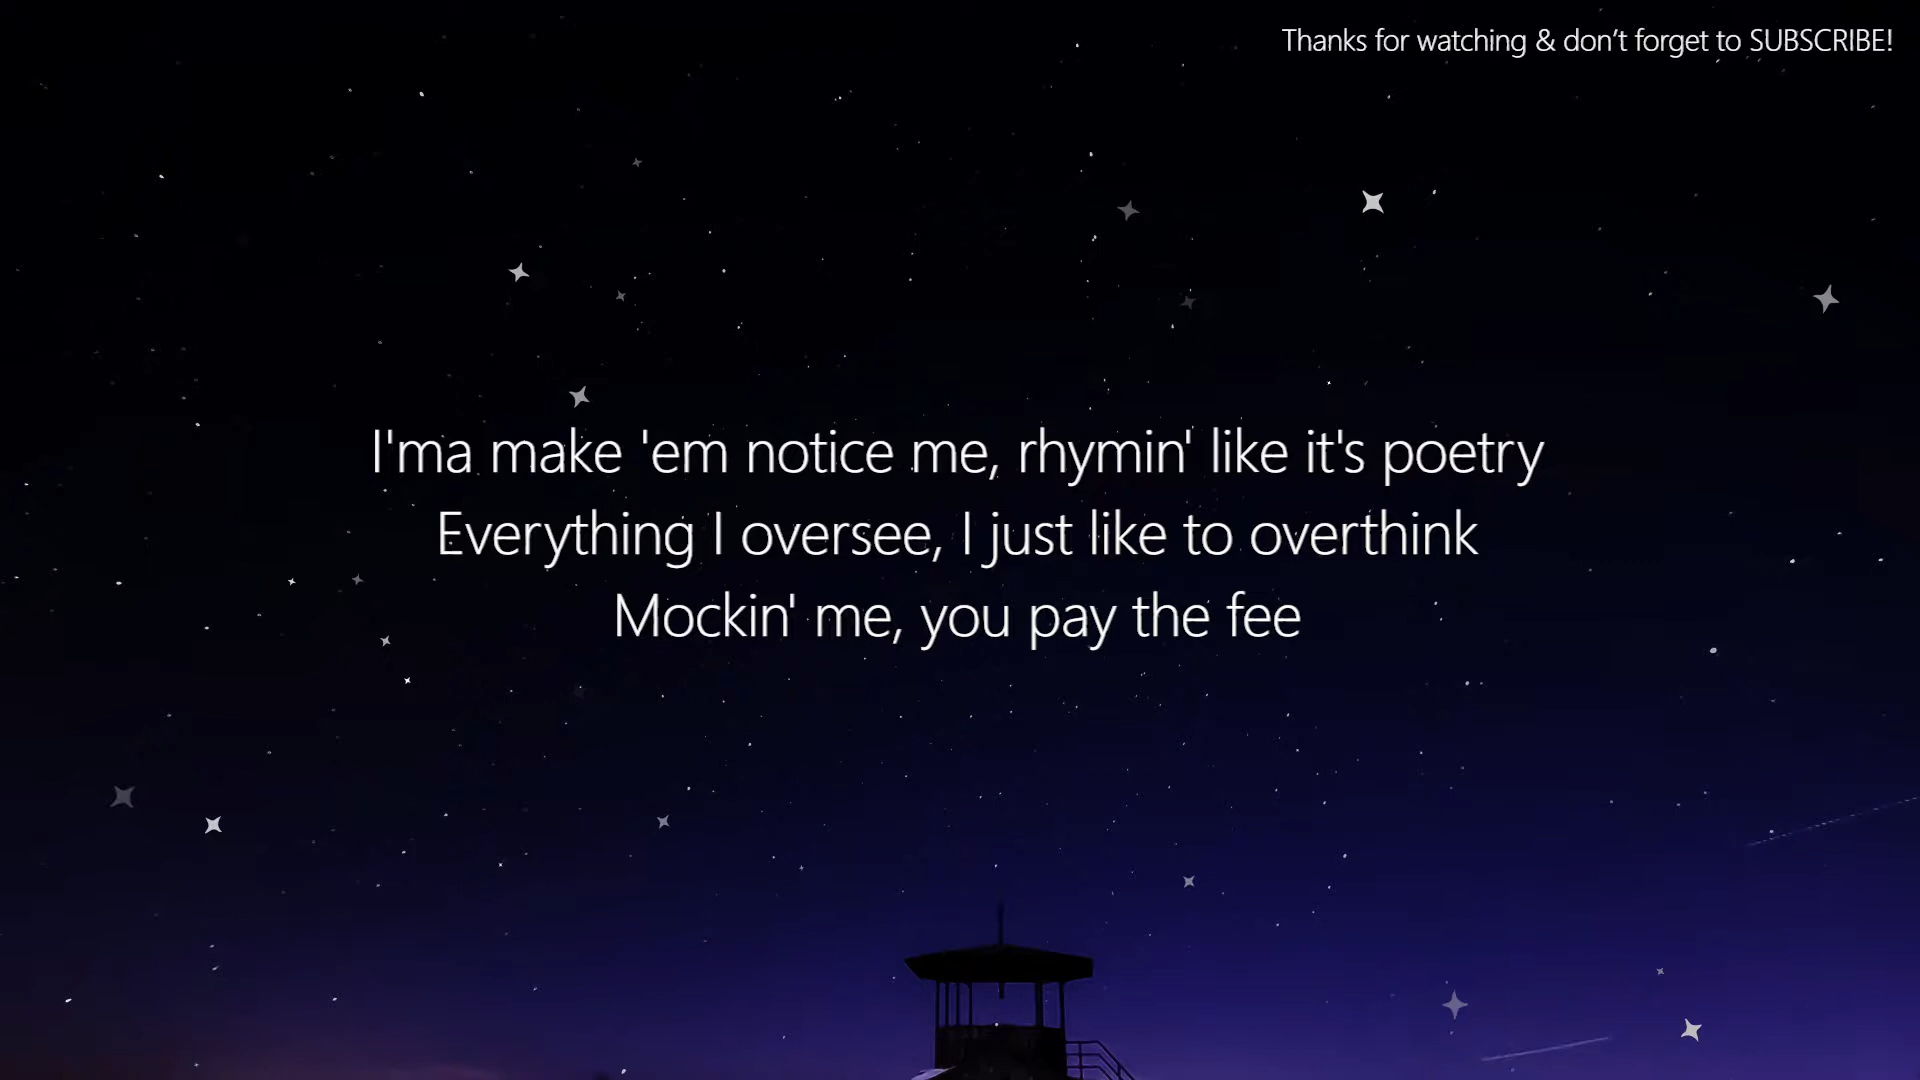 Thanks for watching & don’t forget to SUBSCRIBE!
I'ma make 'em notice me, rhymin' like it's poetry
Everything I oversee, I just like to overthink
Mockin' me, you pay the fee